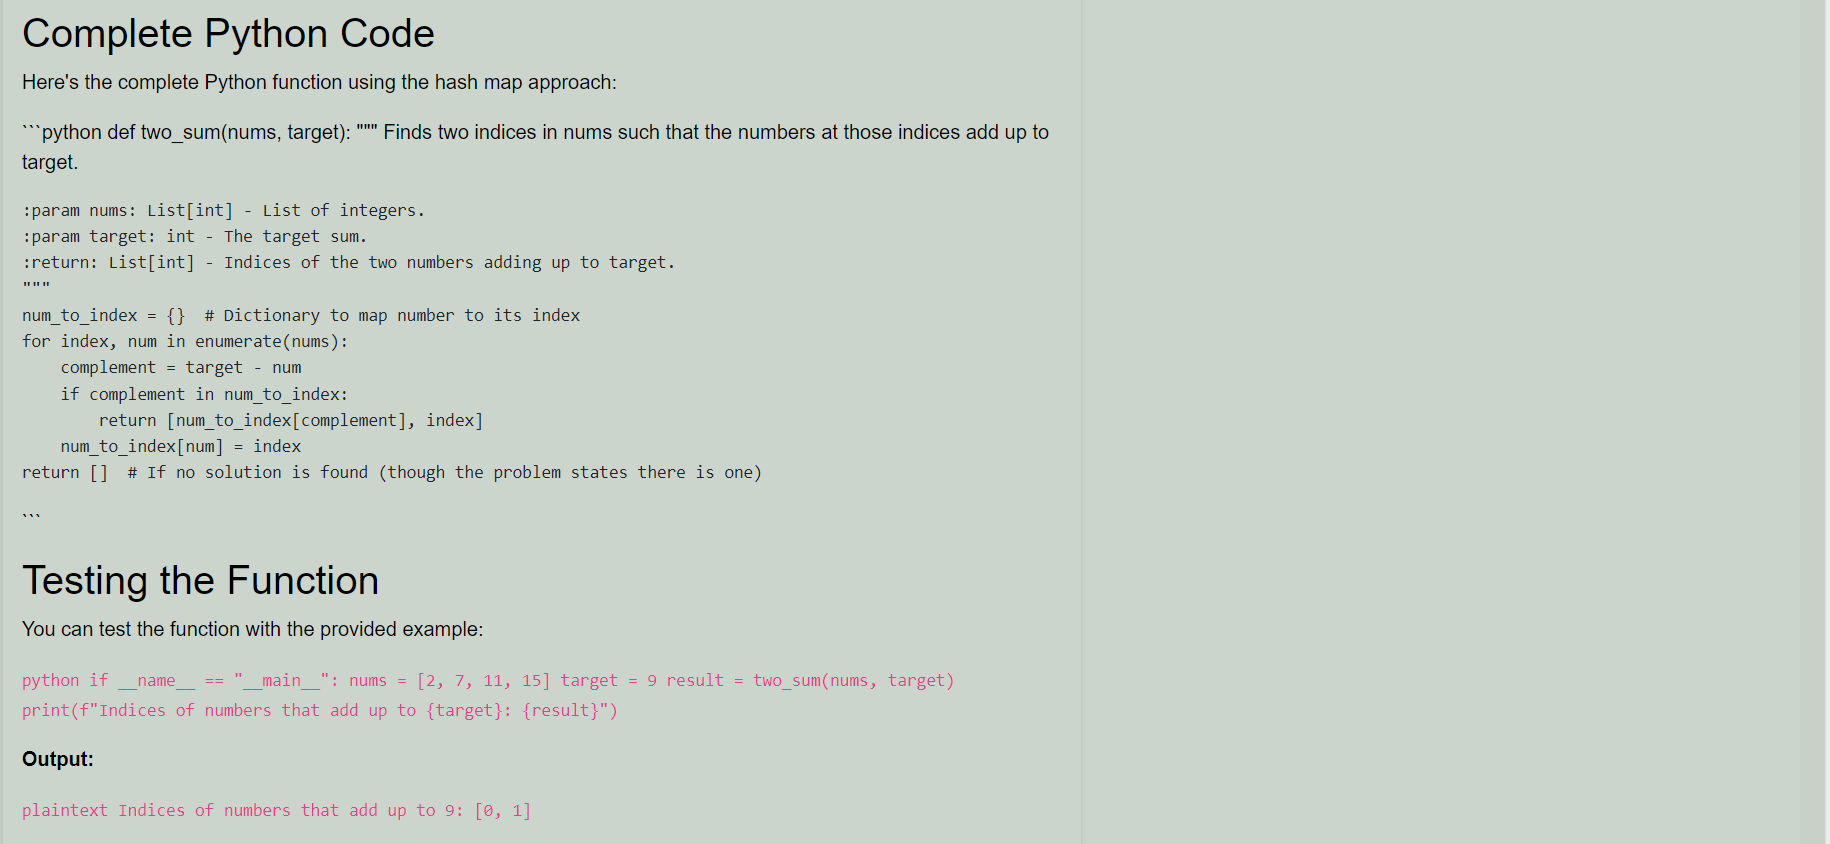 Complete Python Code
Here's the complete Python function using the hash map approach:
```python def two_sum(nums, target): """ Finds two indices in nums such that the numbers at those indices add up to
target.
:param nums: List[int] - List of integers.
:param target: int - The target sum.
:return: List[int] - Indices of the two numbers adding up to target.
"""
num_to_index = {}  # Dictionary to map number to its index
for index, num in enumerate(nums):
    complement = target - num
    if complement in num_to_index:
        return [num_to_index[complement], index]
    num_to_index[num] = index
return []  # If no solution is found (though the problem states there is one)
```
Testing the Function
You can test the function with the provided example:
python if __name__ == "__main__": nums = [2, 7, 11, 15] target = 9 result = two_sum(nums, target)
print(f"Indices of numbers that add up to {target}: {result}")
Output:
plaintext Indices of numbers that add up to 9: [0, 1]